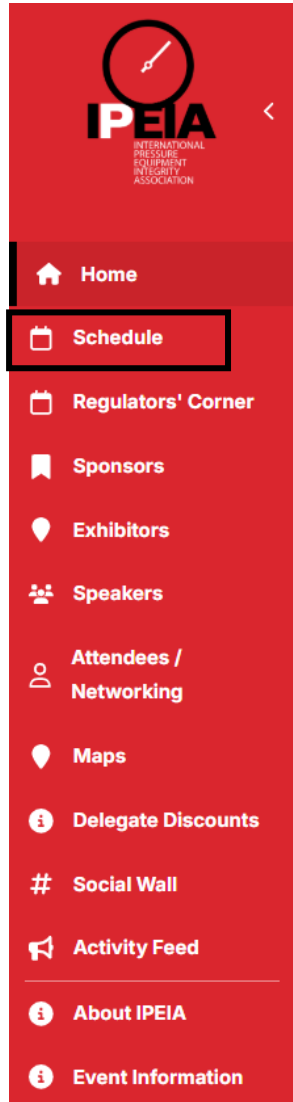 IPEIA
INTERNATIONAL
PRESSURE
EQUIPMENT
INTEGRITY
ASSOCIATION
Home
Schedule
Regulators' Corner
Sponsors
Exhibitors
Speakers
Attendees /
Networking
Maps
Delegate Discounts
# Social Wall
Activity Feed
About IPEIA
Event Information